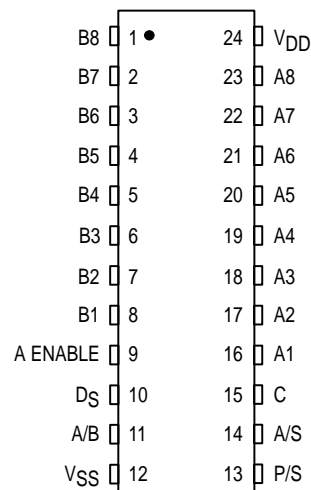 B8 1 24 VDD
B7 2 23 A8
B6 3 22 A7
B5 4 21 A6
B4 5 20 A5
B3 6 19 A4
B2 7 18 A3
B1 8 17 A2
A ENABLE 9 16 A1
DS 10 15 C
A/B 11 14 A/S
VSS 12 13 P/S